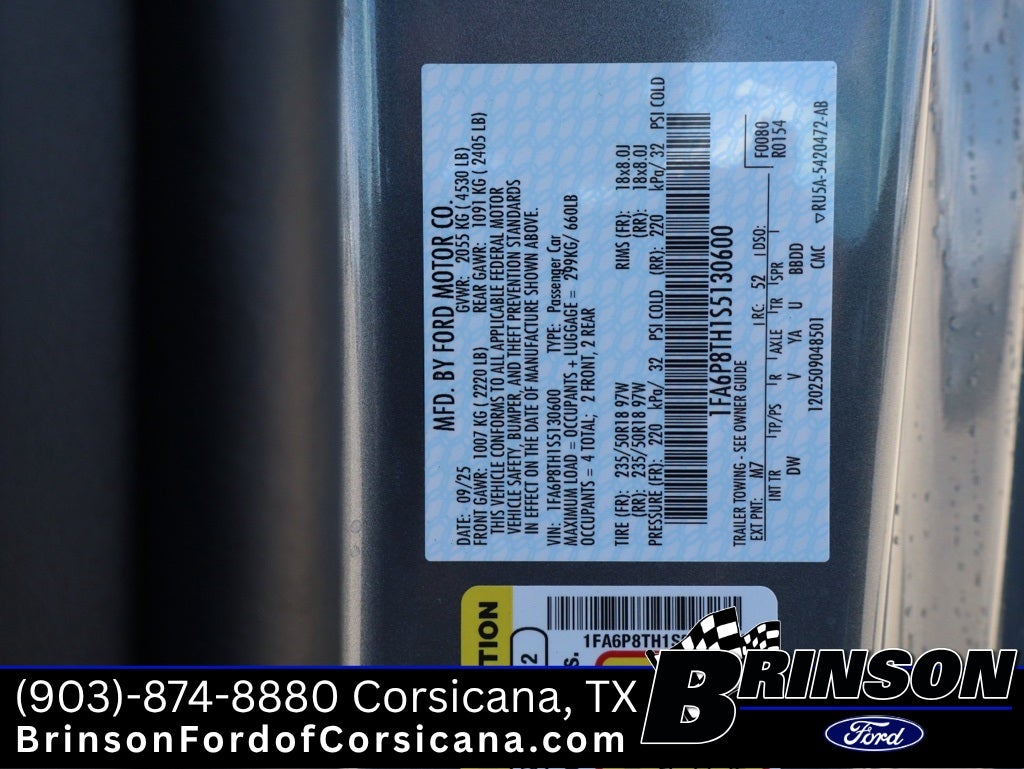 MFD. BY FORD MOTOR CO.
DATE: 09/25 GVWR: 2055 KG ( 4530 LB)
FRONT GAWR: 1007 KG ( 2220 LB) REAR GAWR: 1091 KG ( 2405 LB)
THIS VEHICLE CONFORMS TO ALL APPLICABLE FEDERAL MOTOR
VEHICLE SAFETY, BUMPER, AND THEFT PREVENTION STANDARDS
IN EFFECT ON THE DATE OF MANUFACTURE SHOWN ABOVE.
VIN: 1FA6P8TH1S5130600 TYPE: Passenger Car
MAXIMUM LOAD = OCCUPANTS + LUGGAGE = 299KG/ 660LB
OCCUPANTS = 4 TOTAL; 2 FRONT, 2 REAR
TIRE (FR): 235/50R18 97W RIMS (FR): 18x8.0J
(RR): 235/50R18 97W (RR): 18x8.0J
PRESSURE (FR): 220 kPa/ 32 PSI COLD (RR): 220 kPa/ 32 PSI COLD
1FA6P8TH1S5130600
TRAILER TOWING - SEE OWNER GUIDE
EXT PNT: M7 RC: 52 DSO: F0080
INT TR TP/PS R AXLE TR SPR R0154
DW V YA U BBDD
1202509048501 CMC RU5A-5420472-AB
1FA6P8TH1S
(903)-874-8880 Corsicana, TX
BrinsonFordofCorsicana.com
BRINSON
Ford